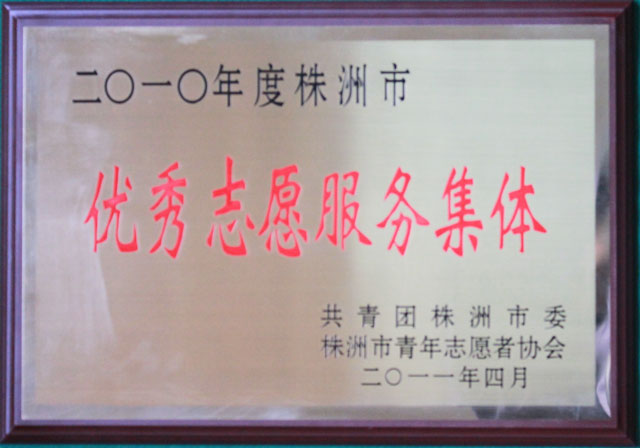 二〇一〇年度株洲市
优秀志愿服务集体
共青团株洲市委
株洲市青年志愿者协会
二〇一一年四月